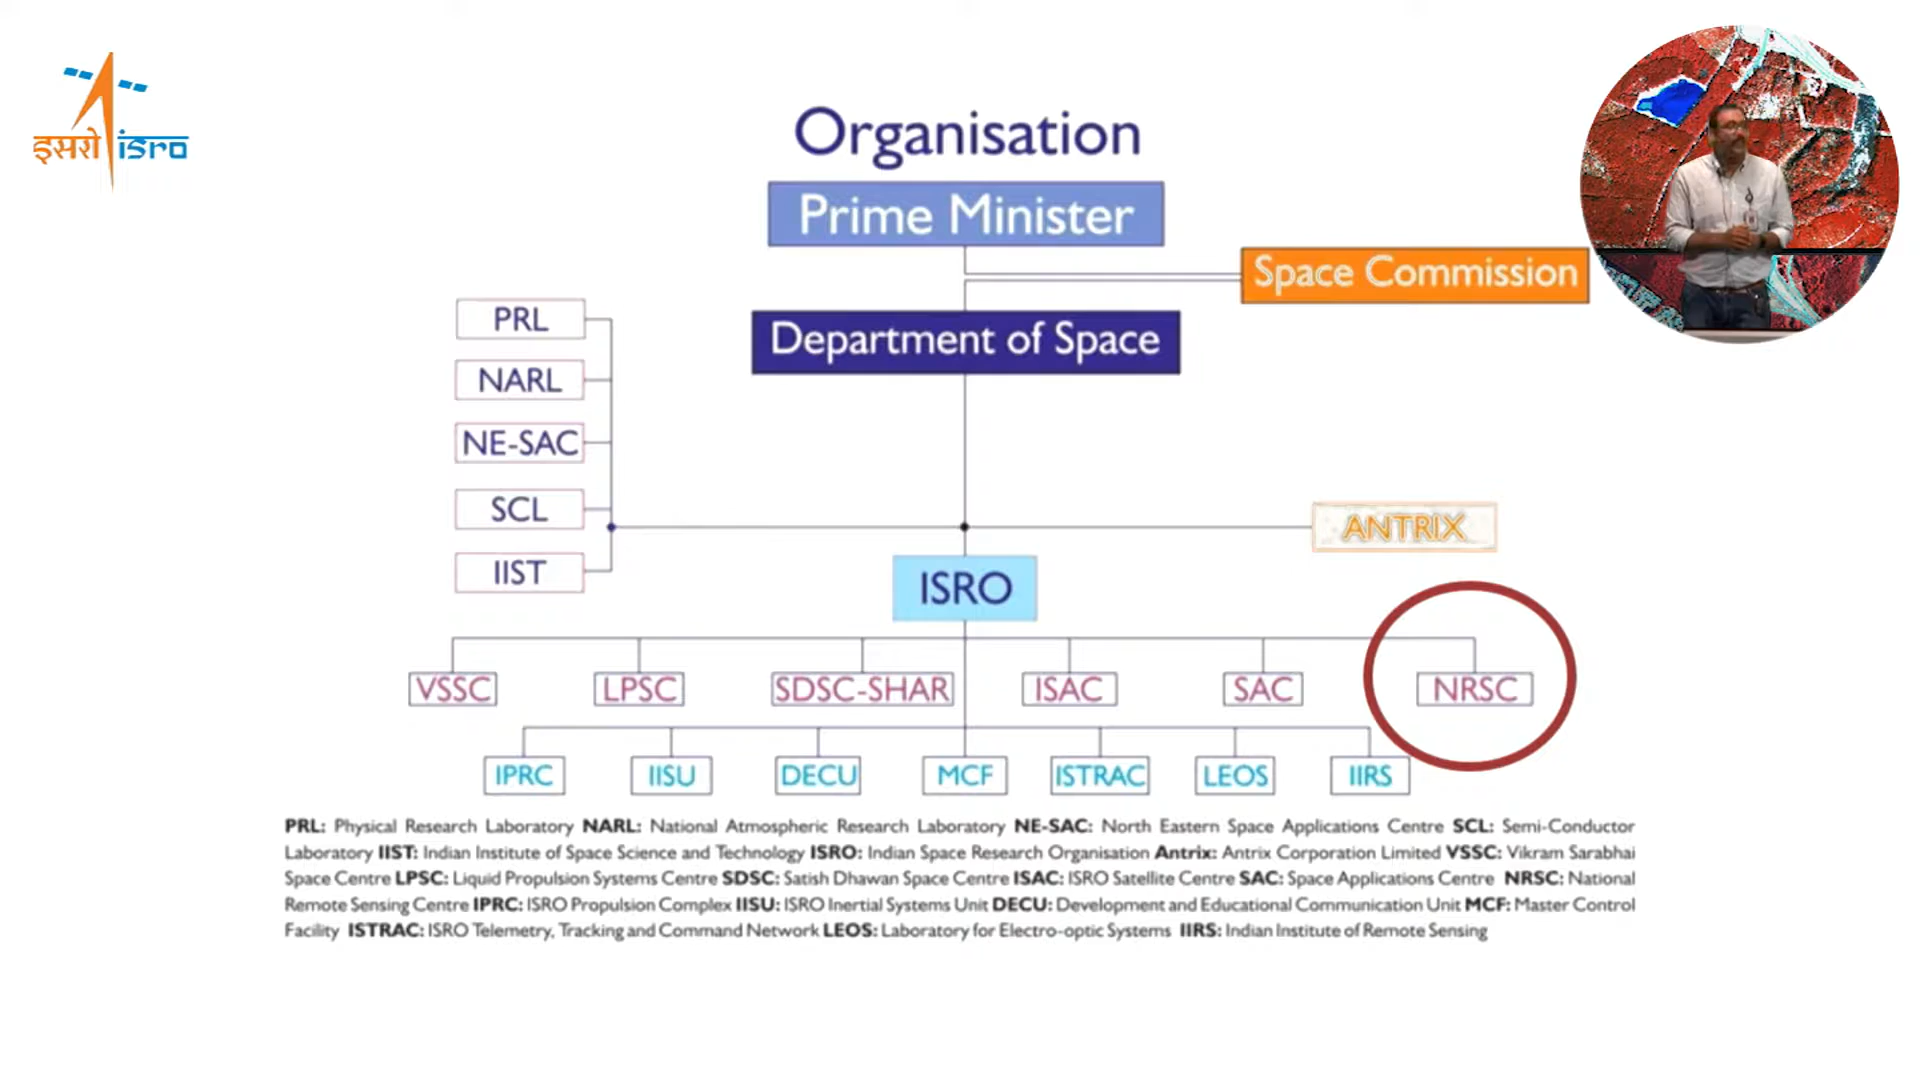 इसरो isro
Organisation
Prime Minister
Space Commission
Department of Space
PRL
NARL
NE-SAC
SCL
IIST
ANTRIX
ISRO
VSSC LPSC SDSC-SHAR ISAC SAC NRSC
IPRC IISU DECU MCF ISTRAC LEOS IIRS
PRL: Physical Research Laboratory NARL: National Atmospheric Research Laboratory NE-SAC: North Eastern Space Applications Centre SCL: Semi-Conductor
Laboratory IIST: Indian Institute of Space Science and Technology ISRO: Indian Space Research Organisation Antrix: Antrix Corporation Limited VSSC: Vikram Sarabhai
Space Centre LPSC: Liquid Propulsion Systems Centre SDSC: Satish Dhawan Space Centre ISAC: ISRO Satellite Centre SAC: Space Applications Centre NRSC: National
Remote Sensing Centre IPRC: ISRO Propulsion Complex IISU: ISRO Inertial Systems Unit DECU: Development and Educational Communication Unit MCF: Master Control
Facility ISTRAC: ISRO Telemetry, Tracking and Command Network LEOS: Laboratory for Electro-optic Systems IIRS: Indian Institute of Remote Sensing